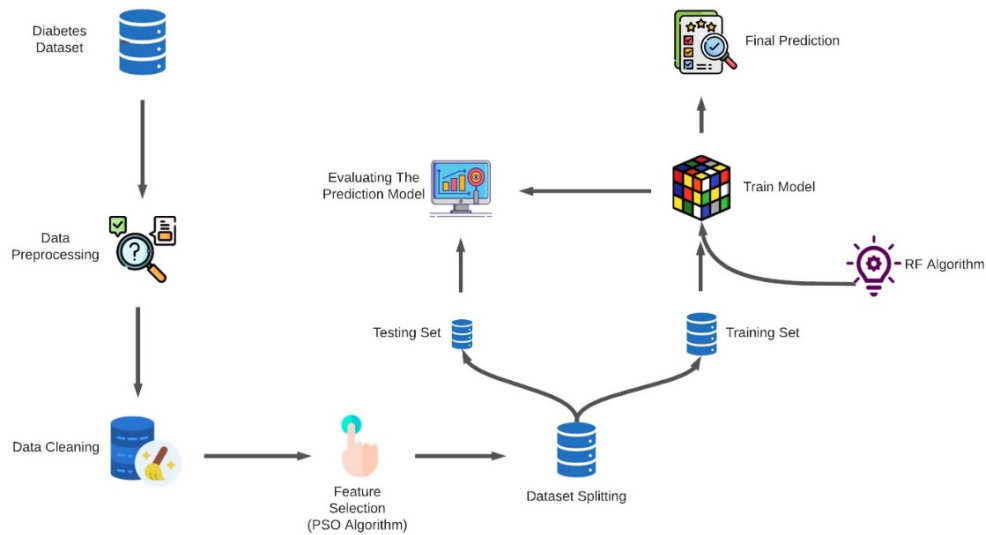 Diabetes
Dataset
Final Prediction
Evaluating The
Prediction Model
Train Model
Data
Preprocessing
RF Algorithm
Testing Set
Training Set
Data Cleaning
Feature
Selection
(PSO Algorithm)
Dataset Splitting